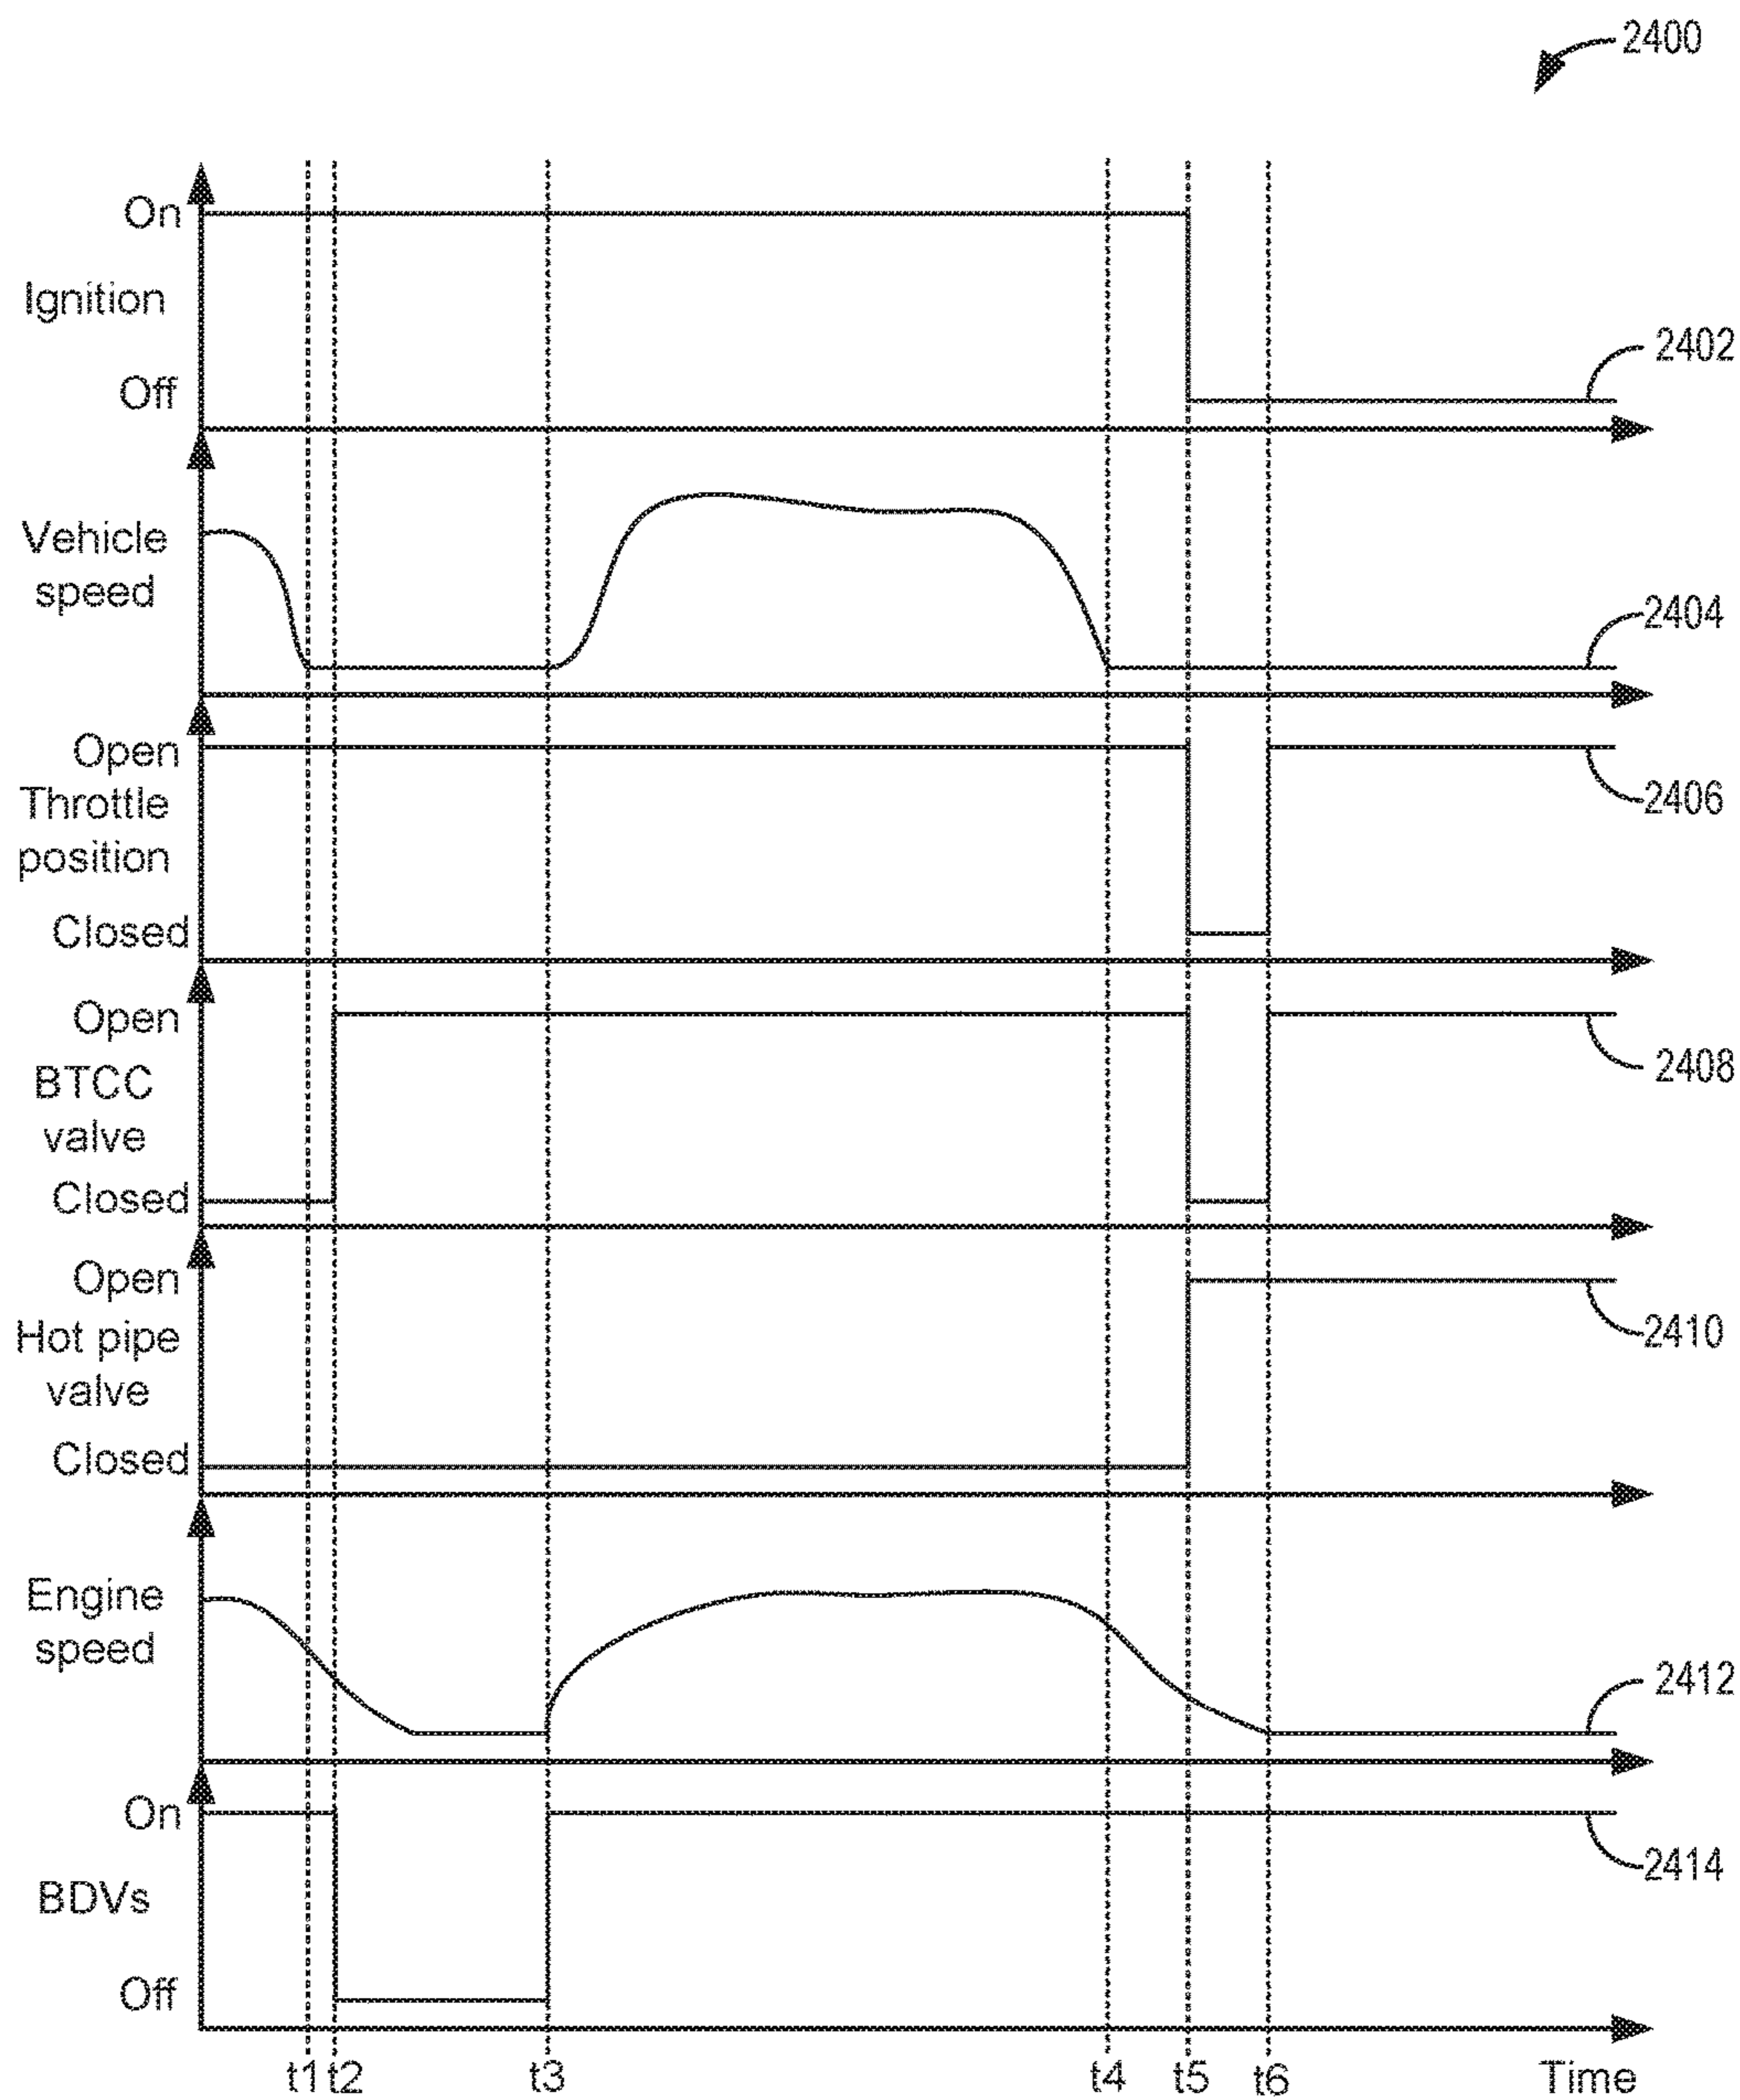 2400
On
Ignition
Off
2402
Vehicle
speed
2404
Open
Throttle
position
Closed
2406
Open
BTCC
valve
Closed
2408
Open
Hot pipe
valve
Closed
2410
Engine
speed
2412
On
BDVs
Off
2414
t1 t2 t3 t4 t5 t6 Time